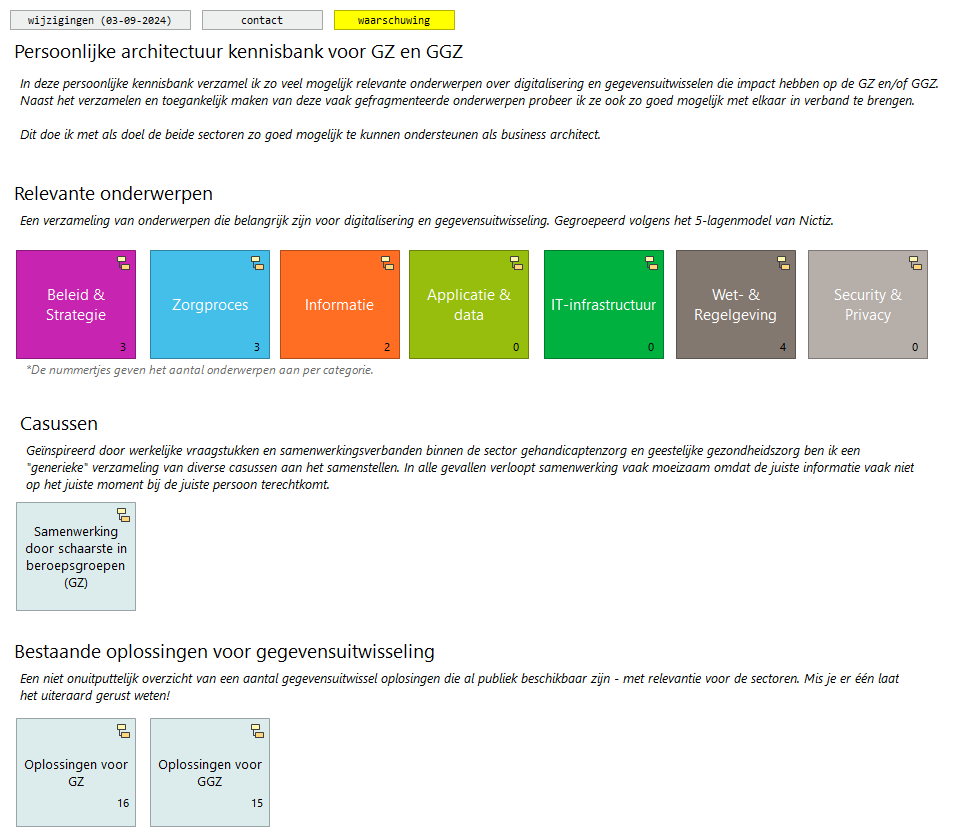 wijzigingen (03-09-2024)
contact
waarschuwing
Persoonlijke architectuur kennisbank voor GZ en GGZ
In deze persoonlijke kennisbank verzamel ik zo veel mogelijk relevante onderwerpen over digitalisering en gegevensuitwisselen die impact hebben op de GZ en/of GGZ.
Naast het verzamelen en toegankelijk maken van deze vaak gefragmenteerde onderwerpen probeer ik ze ook zo goed mogelijk met elkaar in verband te brengen.
Dit doe ik met als doel de beide sectoren zo goed mogelijk te kunnen ondersteunen als business architect.
Relevante onderwerpen
Een verzameling van onderwerpen die belangrijk zijn voor digitalisering en gegevensuitwisseling. Gegroepeerd volgens het 5-lagenmodel van Nictiz.
Beleid &
Strategie
3
Zorgproces
3
Informatie
2
Applicatie &
data
0
IT-infrastructuur
0
Wet- &
Regelgeving
4
Security &
Privacy
0
*De nummertjes geven het aantal onderwerpen aan per categorie.
Casussen
Geïnspireerd door werkelijke vraagstukken en samenwerkingsverbanden binnen de sector gehandicaptenzorg en geestelijke gezondheidszorg ben ik een
"generieke" verzameling van diverse casussen aan het samenstellen. In alle gevallen verloopt samenwerking vaak moeizaam omdat de juiste informatie vaak niet
op het juiste moment bij de juiste persoon terechtkomt.
Samenwerking
door schaarste in
beroepsgroepen
(GZ)
Bestaande oplossingen voor gegevensuitwisseling
Een niet onuitputtelijk overzicht van een aantal gegevensuitwissel oplosingen die al publiek beschikbaar zijn - met relevantie voor de sectoren. Mis je er één laat
het uiteraard gerust weten!
Oplossingen voor
GZ
16
Oplossingen voor
GGZ
15